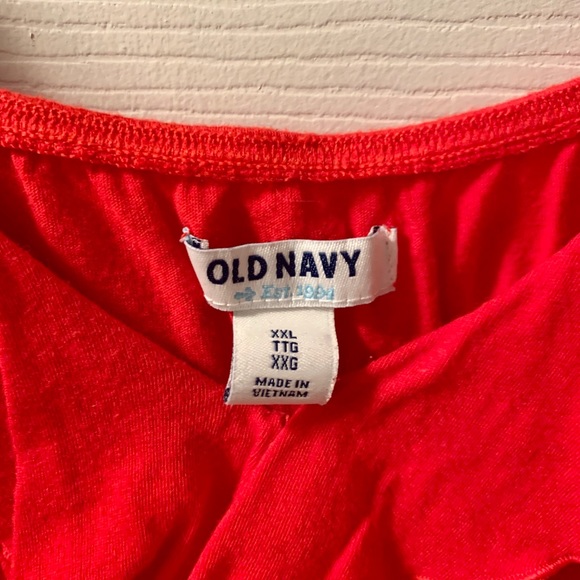 OLD NAVY
Est. 1994
XXL
TTG
XXG
MADE IN
VIETNAM